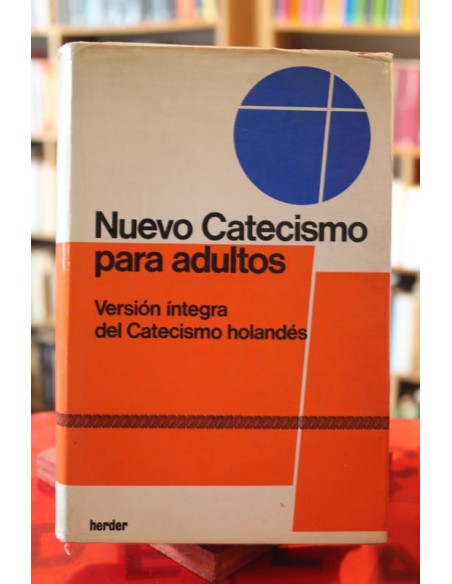 Nuevo Catecismo
para adultos
Versión íntegra
del Catecismo holandés
herder